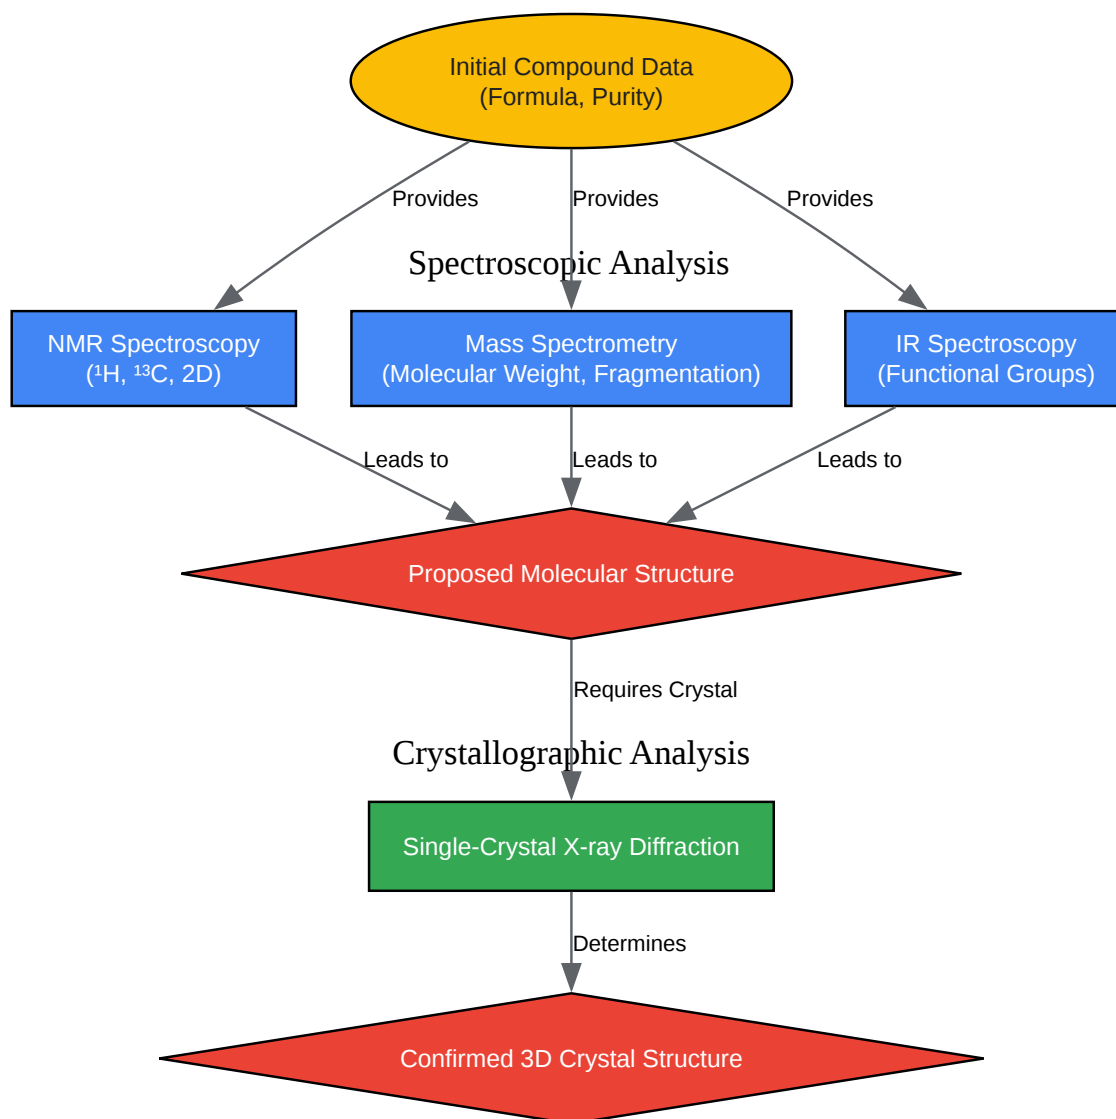 Initial Compound Data
(Formula, Purity)
Provides
Provides
Provides
Spectroscopic Analysis
NMR Spectroscopy
(¹H, ¹³C, 2D)
Mass Spectrometry
(Molecular Weight, Fragmentation)
IR Spectroscopy
(Functional Groups)
Leads to
Leads to
Leads to
Proposed Molecular Structure
Requires Crystal
Crystallographic Analysis
Single-Crystal X-ray Diffraction
Determines
Confirmed 3D Crystal Structure